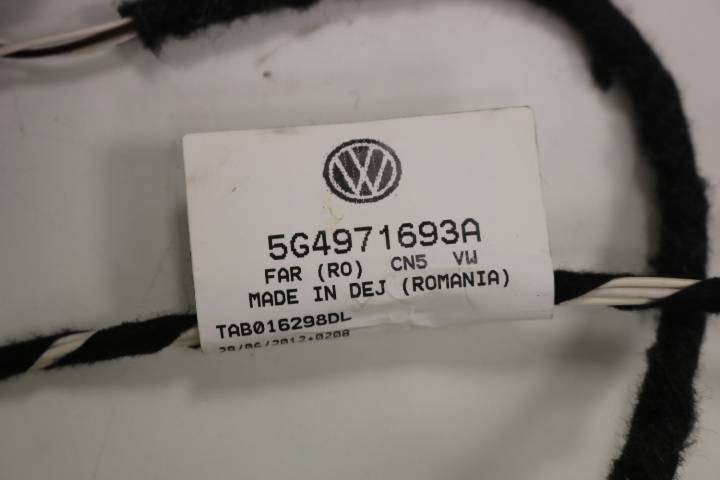 5G4971693A
FAR (RO) CN5 VW
MADE IN DEJ (ROMANIA)
TAB016298DL